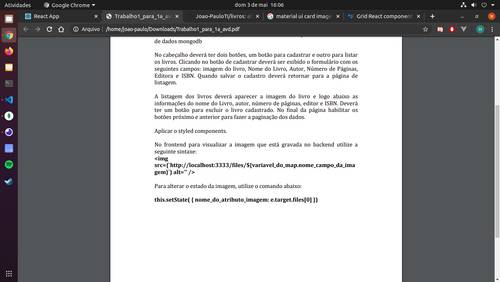 Atividades
Google Chrome ▾
dom 3 de mai 16:06
React App
Trabalho1_para_1a_avd.
Joao-PauloTI/livros: at
material ui card image
Grid React component
Arquivo | /home/joao-paulo/Downloads/Trabalho1_para_1a_avd.pdf
de dados mongodb
No cabeçalho deverá ter dois botões, um botão para cadastrar e outro para listar
os livros. Clicando no botão de cadastrar deverá ser exibido o formulário com os
seguintes campos: imagem do livro, Nome do Livro, Autor, Número de Páginas,
Editora e ISBN. Quando salvar o cadastro deverá retornar para a página de
listagem.
A listagem dos livros deverá aparecer a imagem do livro e logo abaixo as
informações do nome do Livro, autor, número de páginas, editor e ISBN. Deverá
ter um botão para excluir o livro cadastrado. No final da página habilitar os
botões próximo e anterior para fazer a paginação dos dados.
Aplicar o styled components.
No frontend para visualizar a imagem que está gravada no backend utilize a
seguinte sintaxe:
<img
src={`http://localhost:3333/files/${variavel_do_map.nome_campo_da_ima
gem}`} alt="" />
Para alterar o estado da imagem, utilize o comando abaixo:
this.setState( { nome_do_atributo_imagem: e.target.files[0] })